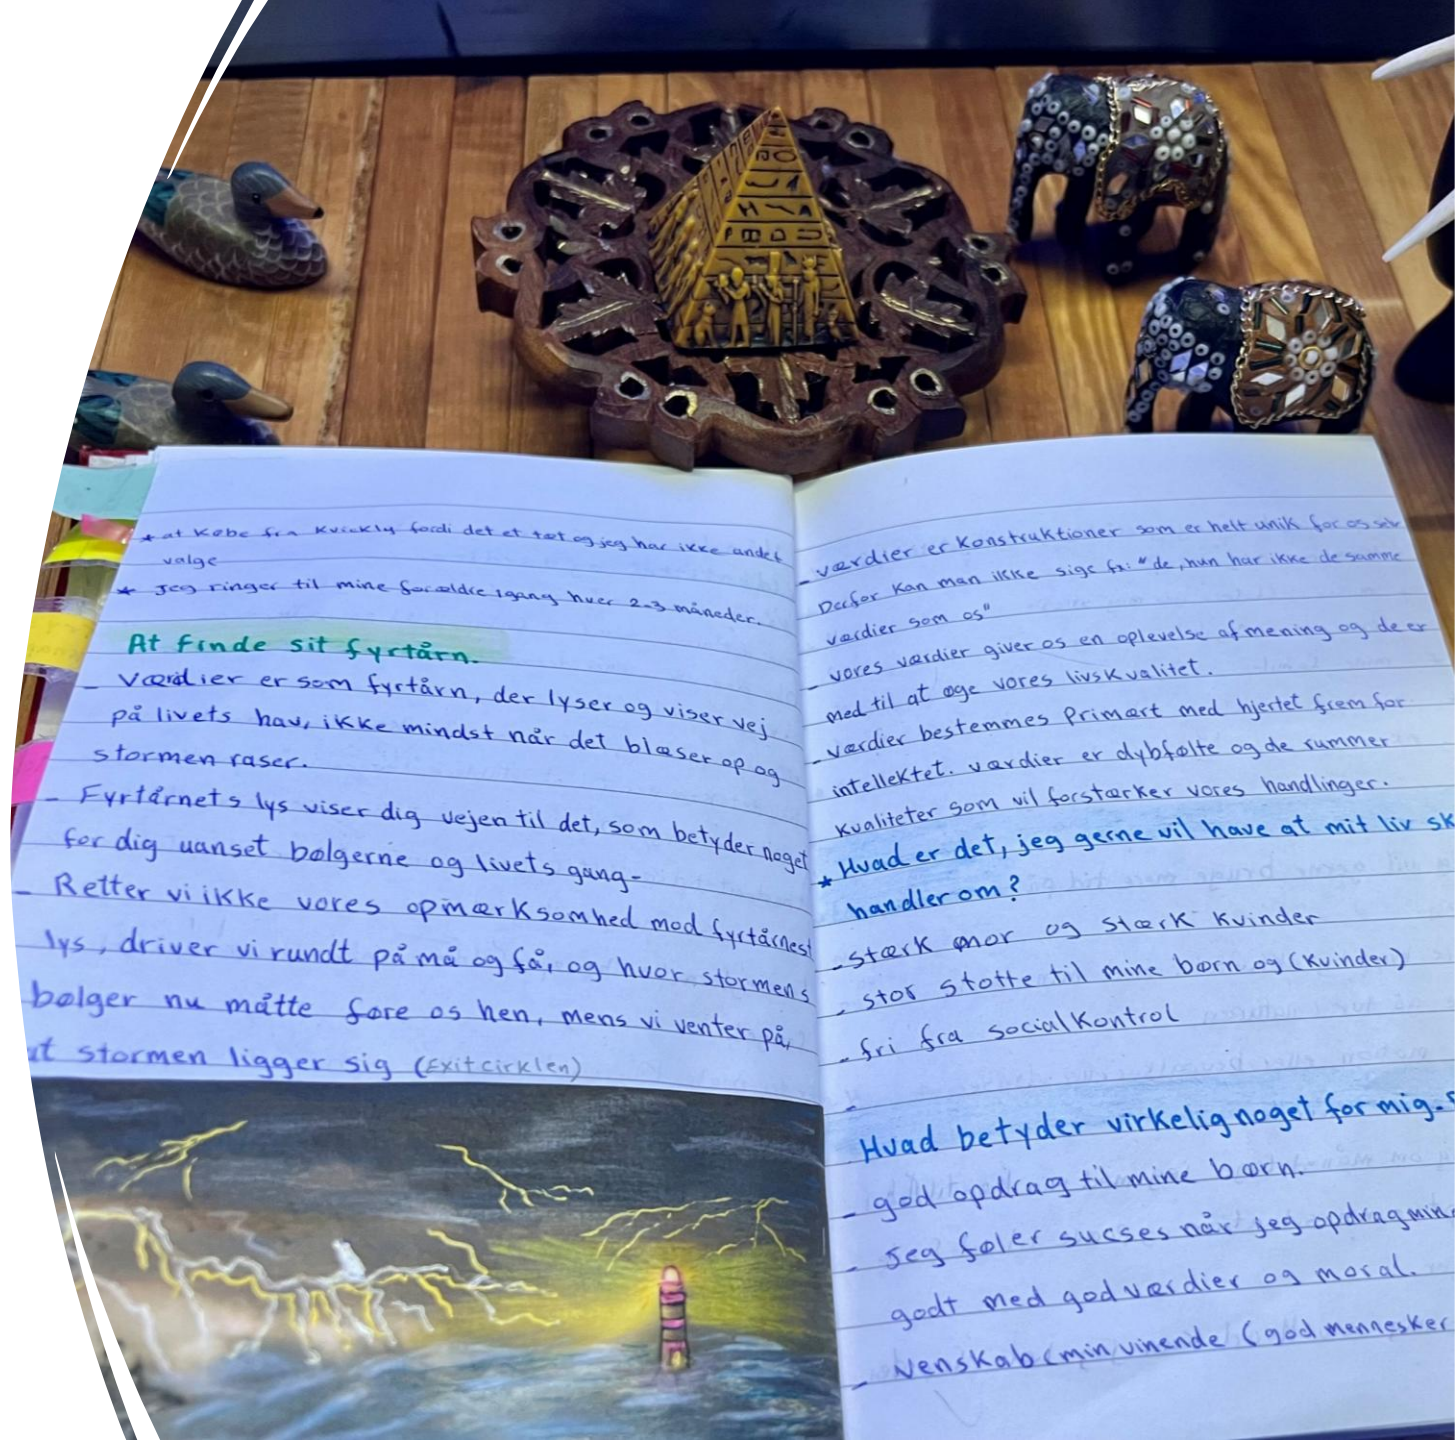 * at købe fra Kvickly fordi det et tæt og jeg har ikke andet
valge
* Jeg ringer til mine forældre 1gang hver 2-3 måneder.
At finde sit fyrtårn.
- Værdier er som fyrtårn, der lyser og viser vej
på livets hav, ikke mindst når det blæser op og
stormen raser.
- Fyrtårnets lys viser dig vejen til det, som betyder noget
for dig uanset bølgerne og livets gang-
- Retter vi ikke vores opmærksomhed mod fyrtårnest
lys, driver vi rundt på må og få, og hvor stormens
bølger nu måtte føre os hen, mens vi venter på,
at stormen ligger sig (Exitcirklen)
- værdier er konstruktioner som er helt unik for os selv
Derfor kan man ikke sige "de, hun har ikke de samme
værdier som os"
- vores værdier giver os en oplevelse af mening og de er
med til at øge vores livskvalitet.
- værdier bestemmes primært med hjertet frem for
intellektet. værdier er dybfølte og de rummer
kvaliteter som vil forstærker vores handlinger.
* Hvad er det, jeg gerne vil have at mit liv sk
handler om?
- stærk mor og stærk kvinder
- stor støtte til mine børn og (kvinder)
- fri fra socialkontrol
-
Hvad betyder virkelig noget for mig-
- god opdrag til mine børn.
- Jeg føler sucses når jeg opdrag min
godt med god værdier og moral.
- Venskab (min vinende (god mennesker